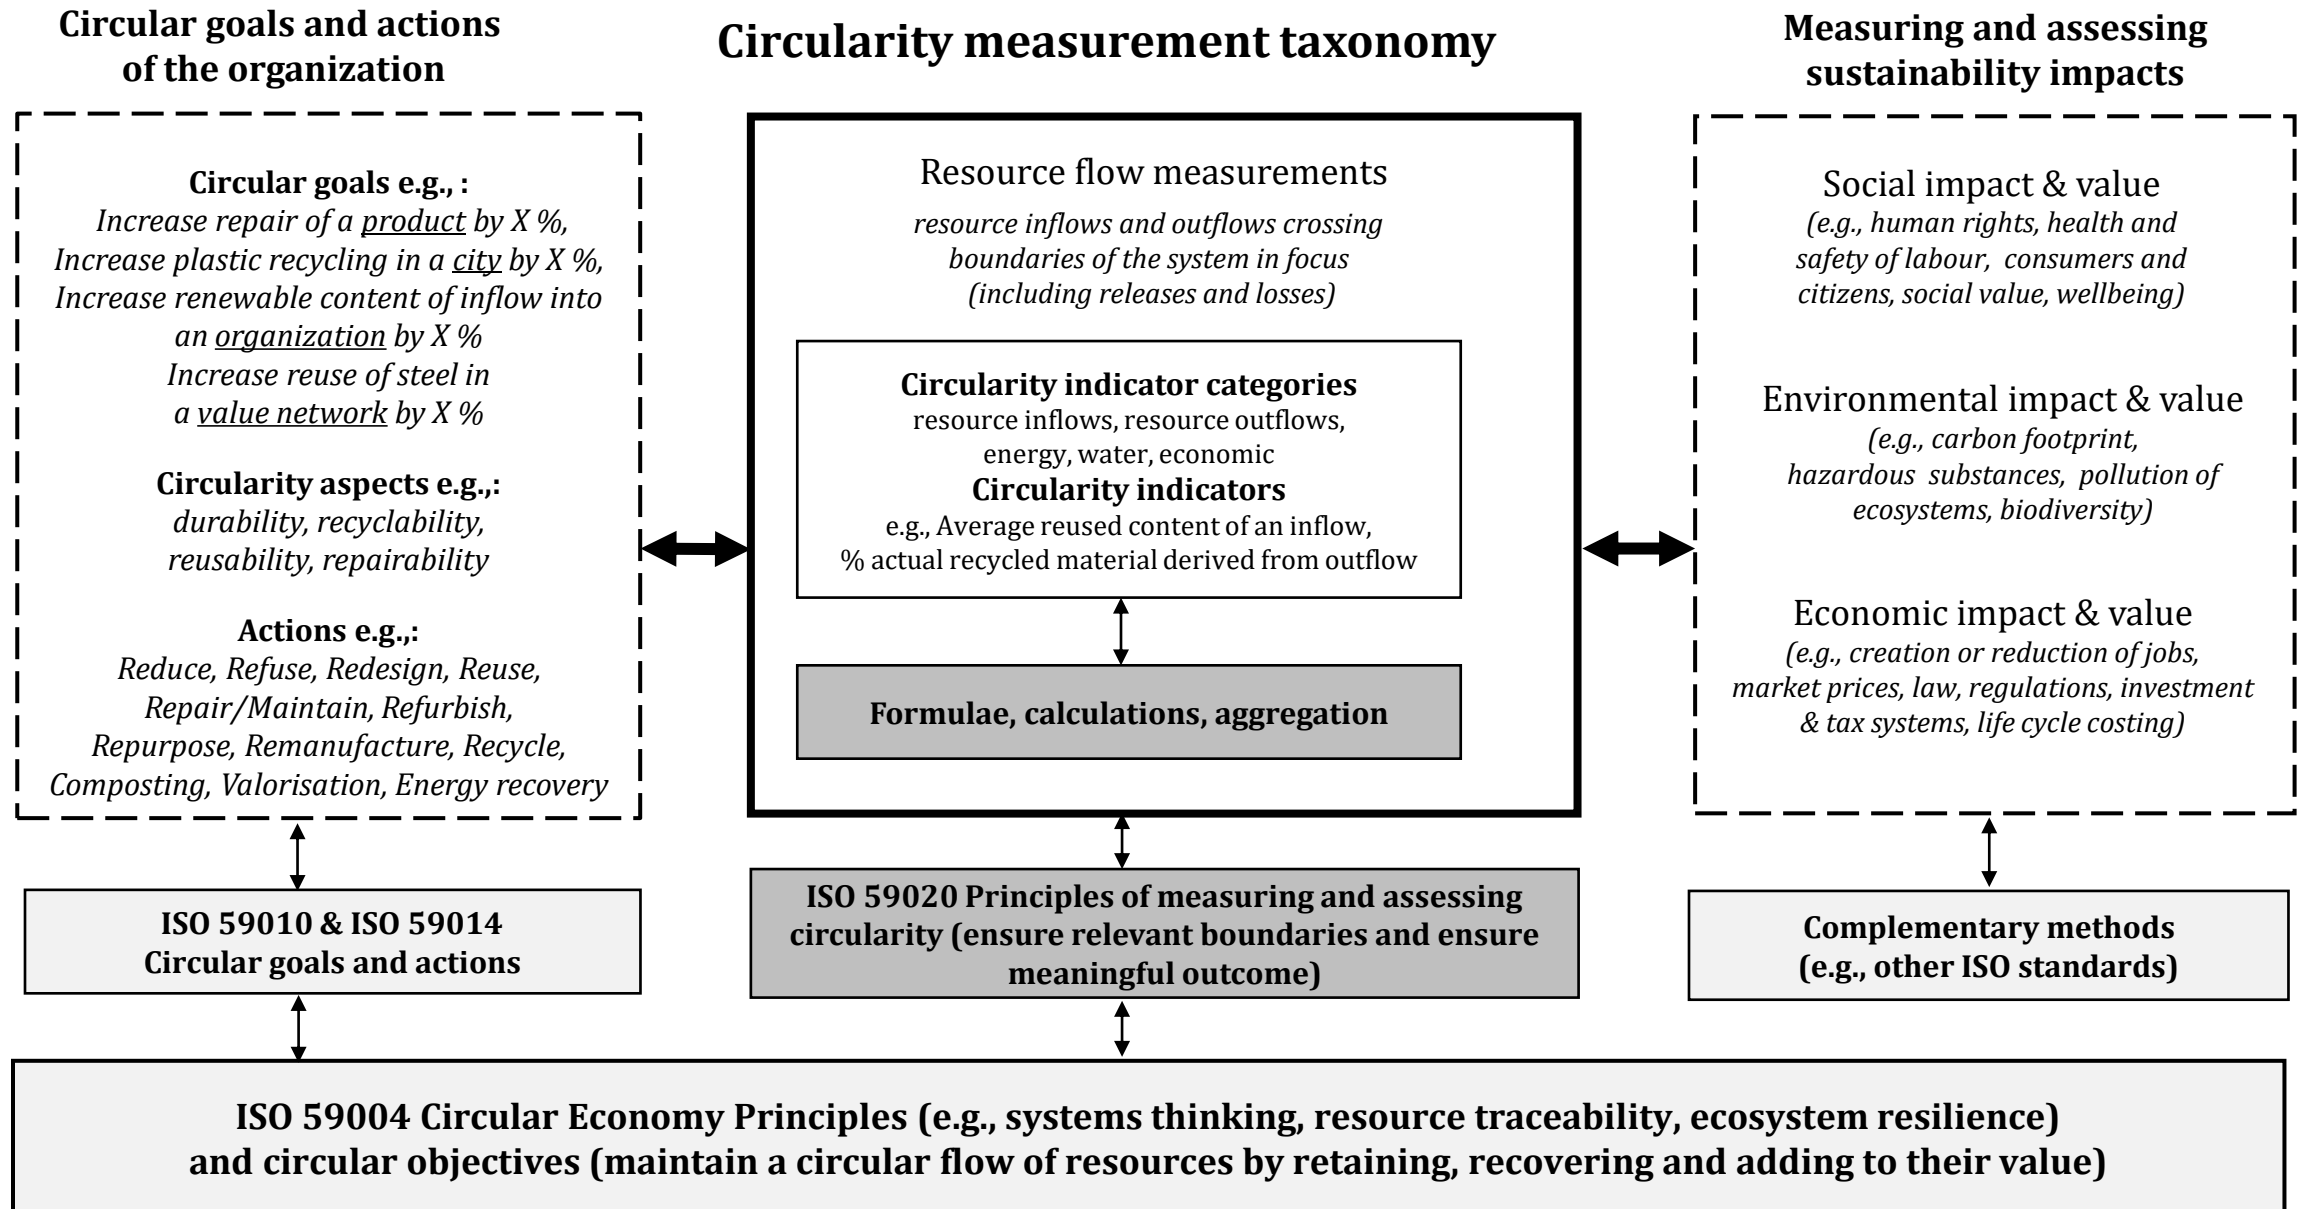 Circular goals and actions
of the organization
Circular goals e.g., :
Increase repair of a product by X %,
Increase plastic recycling in a city by X %,
Increase renewable content of inflow into
an organization by X %
Increase reuse of steel in
a value network by X %
Circularity aspects e.g.,:
durability, recyclability,
reusability, repairability
Actions e.g.,:
Reduce, Refuse, Redesign, Reuse,
Repair/Maintain, Refurbish,
Repurpose, Remanufacture, Recycle,
Composting, Valorisation, Energy recovery
ISO 59010 & ISO 59014
Circular goals and actions
Circularity measurement taxonomy
Resource flow measurements
resource inflows and outflows crossing
boundaries of the system in focus
(including releases and losses)
Circularity indicator categories
resource inflows, resource outflows,
energy, water, economic
Circularity indicators
e.g., Average reused content of an inflow,
% actual recycled material derived from outflow
Formulae, calculations, aggregation
ISO 59020 Principles of measuring and assessing
circularity (ensure relevant boundaries and ensure
meaningful outcome)
Measuring and assessing
sustainability impacts
Social impact & value
(e.g., human rights, health and
safety of labour, consumers and
citizens, social value, wellbeing)
Environmental impact & value
(e.g., carbon footprint,
hazardous substances, pollution of
ecosystems, biodiversity)
Economic impact & value
(e.g., creation or reduction of jobs,
market prices, law, regulations, investment
& tax systems, life cycle costing)
Complementary methods
(e.g., other ISO standards)
ISO 59004 Circular Economy Principles (e.g., systems thinking, resource traceability, ecosystem resilience)
and circular objectives (maintain a circular flow of resources by retaining, recovering and adding to their value)